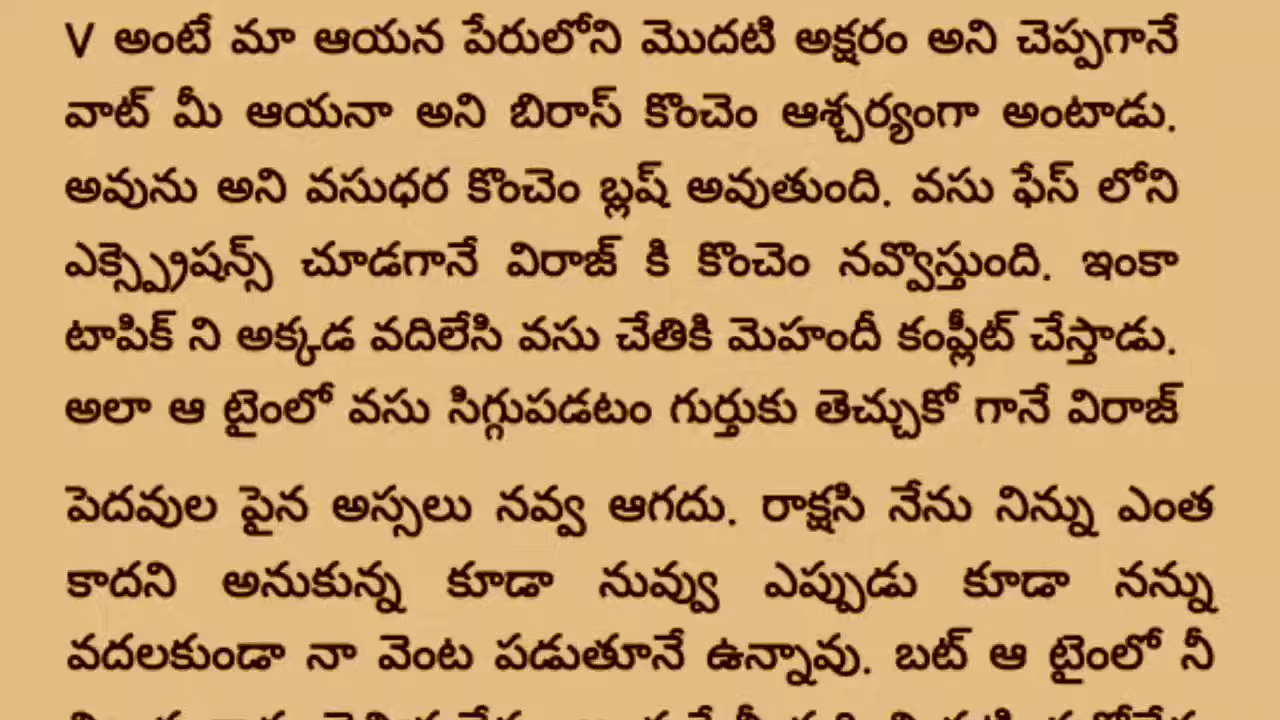 V అంటే మా ఆయన పేరులోని మొదటి అక్షరం అని చెప్పగానే
వాట్ మీ ఆయనా అని బిరాస్ కొంచెం ఆశ్చర్యంగా అంటాడు.
అవును అని వసుధర కొంచెం బ్లష్ అవుతుంది. వసు ఫేస్ లోని
ఎక్స్ప్రెషన్స్ చూడగానే విరాజ్ కి కొంచెం నవ్వొస్తుంది. ఇంకా
టాపిక్ ని అక్కడ వదిలేసి వసు చేతికి మెహందీ కంప్లీట్ చేస్తాడు.
అలా ఆ టైంలో వసు సిగ్గుపడటం గుర్తుకు తెచ్చుకో గానే విరాజ్
పెదవుల పైన అస్సలు నవ్వ ఆగదు. రాక్షసి నేను నిన్ను ఎంత
కాదని అనుకున్న కూడా నువ్వు ఎప్పుడు కూడా నన్ను
వదలకుండా నా వెంట పడుతూనే ఉన్నావు. బట్ ఆ టైంలో నీ